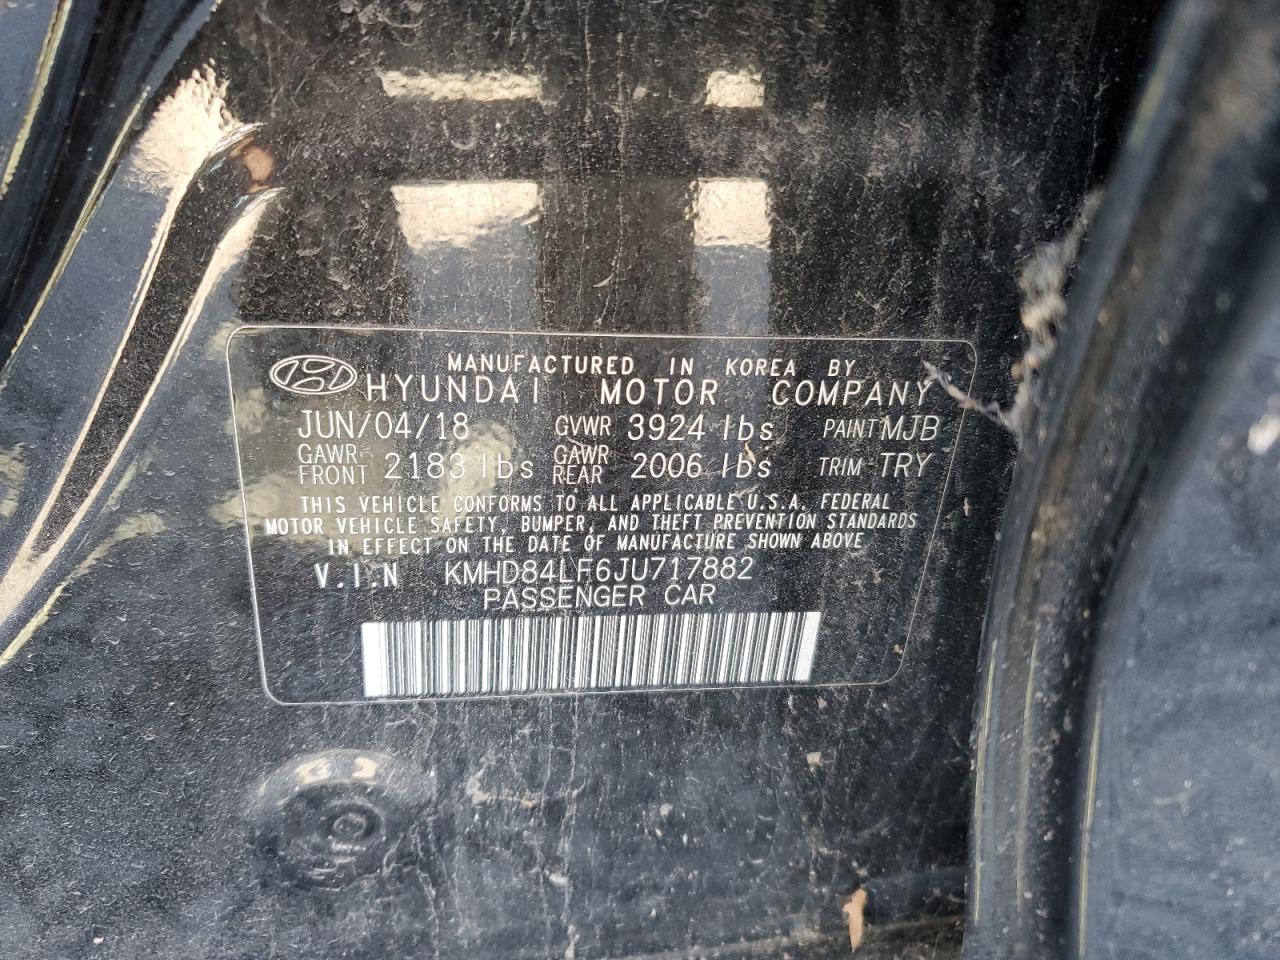 MANUFACTURED IN KOREA BY
HYUNDAI MOTOR COMPANY
JUN/04/18 GVWR 3924 lbs PAINT MJB
GAWR FRONT 2183 lbs GAWR REAR 2006 lbs TRIM TRY
THIS VEHICLE CONFORMS TO ALL APPLICABLE U.S.A. FEDERAL
MOTOR VEHICLE SAFETY, BUMPER, AND THEFT PREVENTION STANDARDS
IN EFFECT ON THE DATE OF MANUFACTURE SHOWN ABOVE
V.I.N KMHD84LF6JU717882
PASSENGER CAR